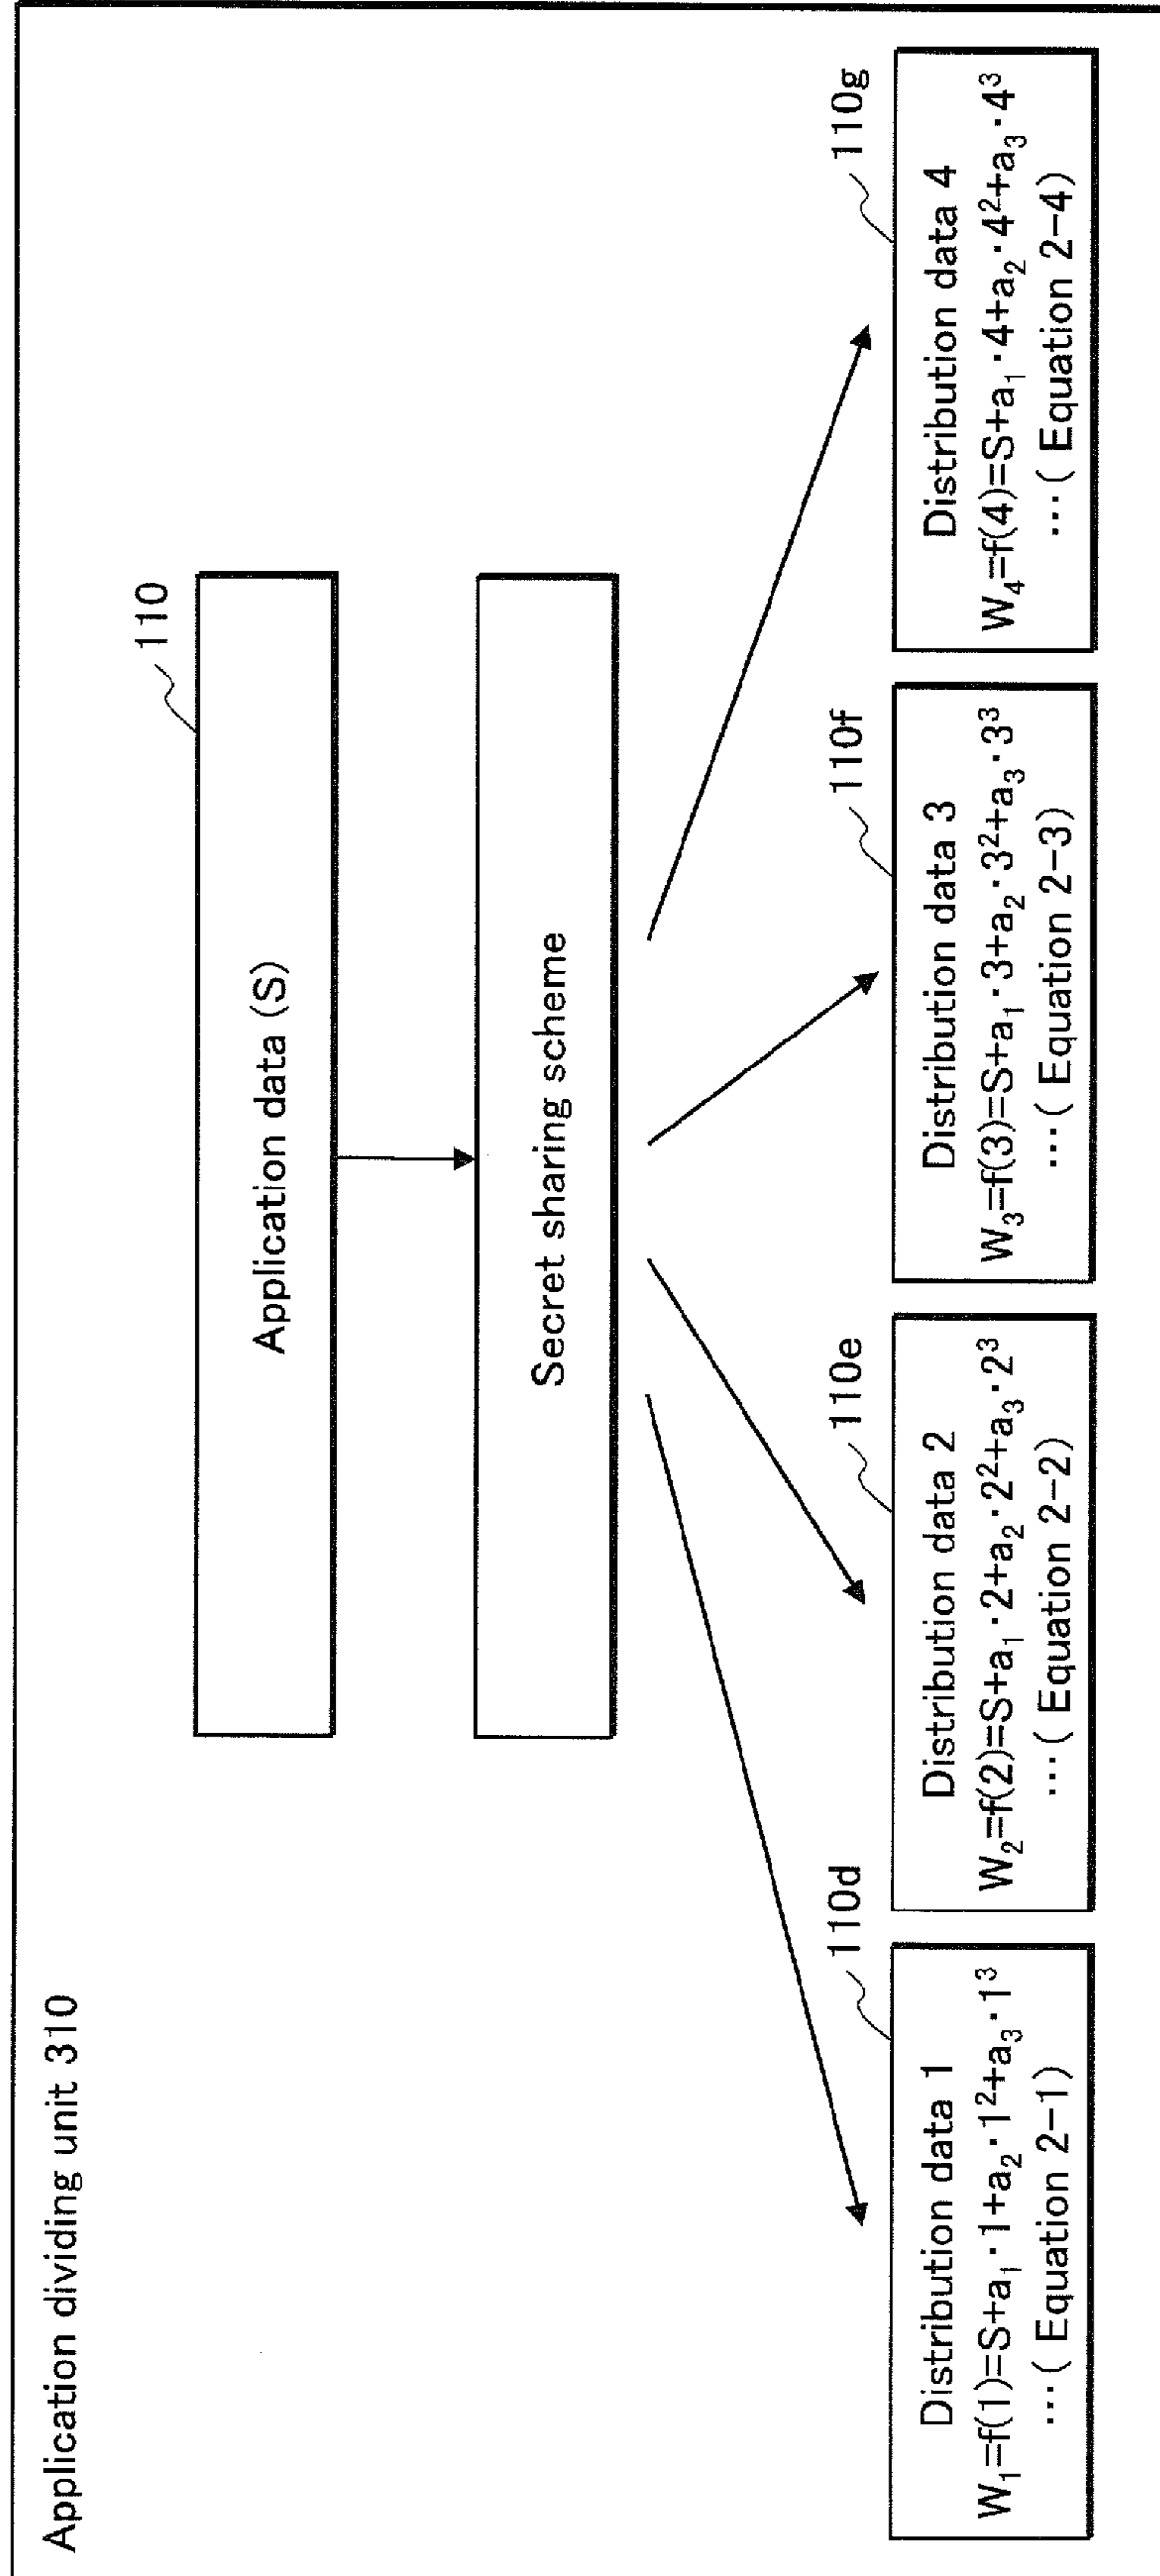 Application dividing unit 310
110
Application data (S)
Secret sharing scheme
110d
Distribution data 1
W₁=f(1)=S+a₁·1+a₂·1²+a₃·1³
…( Equation 2−1)
110e
Distribution data 2
W₂=f(2)=S+a₁·2+a₂·2²+a₃·2³
…( Equation 2−2)
110f
Distribution data 3
W₃=f(3)=S+a₁·3+a₂·3²+a₃·3³
…( Equation 2−3)
110g
Distribution data 4
W₄=f(4)=S+a₁·4+a₂·4²+a₃·4³
…( Equation 2−4)